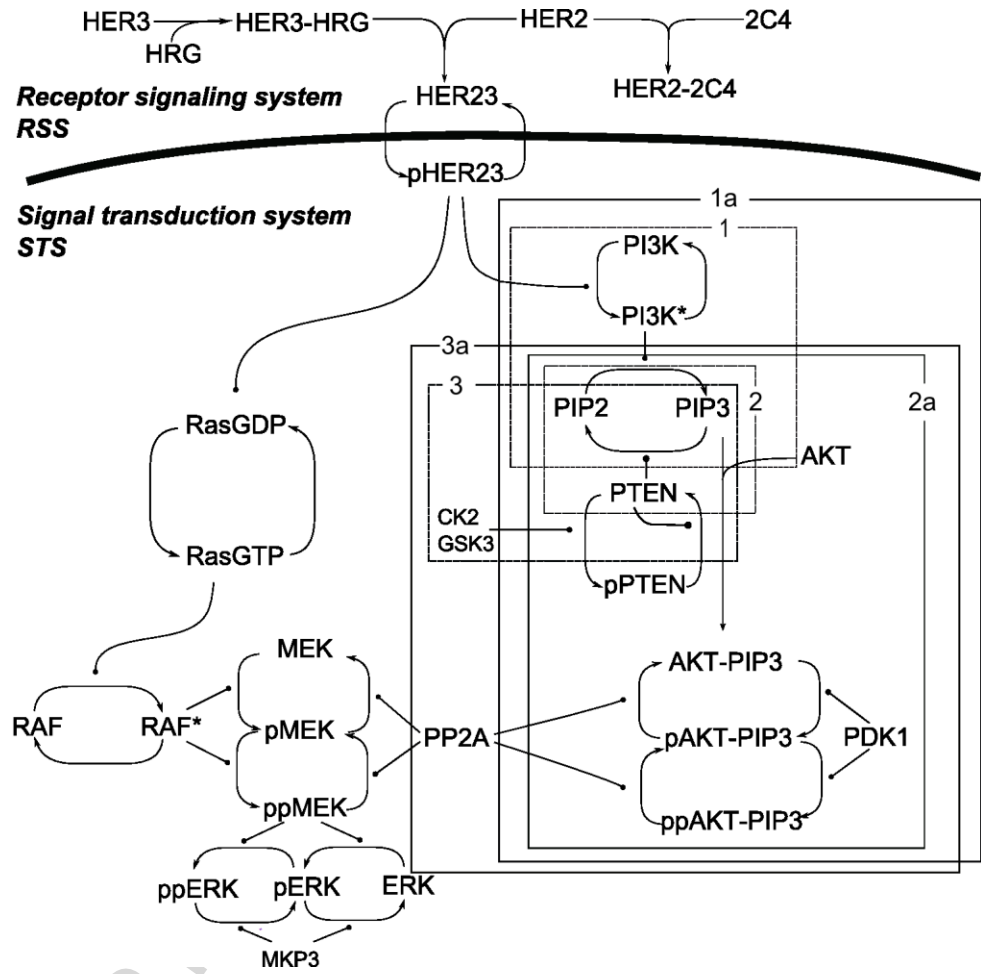 HER3
HER3-HRG
HER2
2C4
HRG
HER2-2C4
Receptor signaling system
RSS
HER23
pHER23
Signal transduction system
STS
1a
1
PI3K
PI3K*
3a
3
2
2a
PIP2
PIP3
RasGDP
AKT
PTEN
CK2
GSK3
RasGTP
pPTEN
MEK
AKT-PIP3
RAF
RAF*
pMEK
PP2A
pAKT-PIP3
PDK1
ppMEK
ppAKT-PIP3
ppERK
pERK
ERK
MKP3